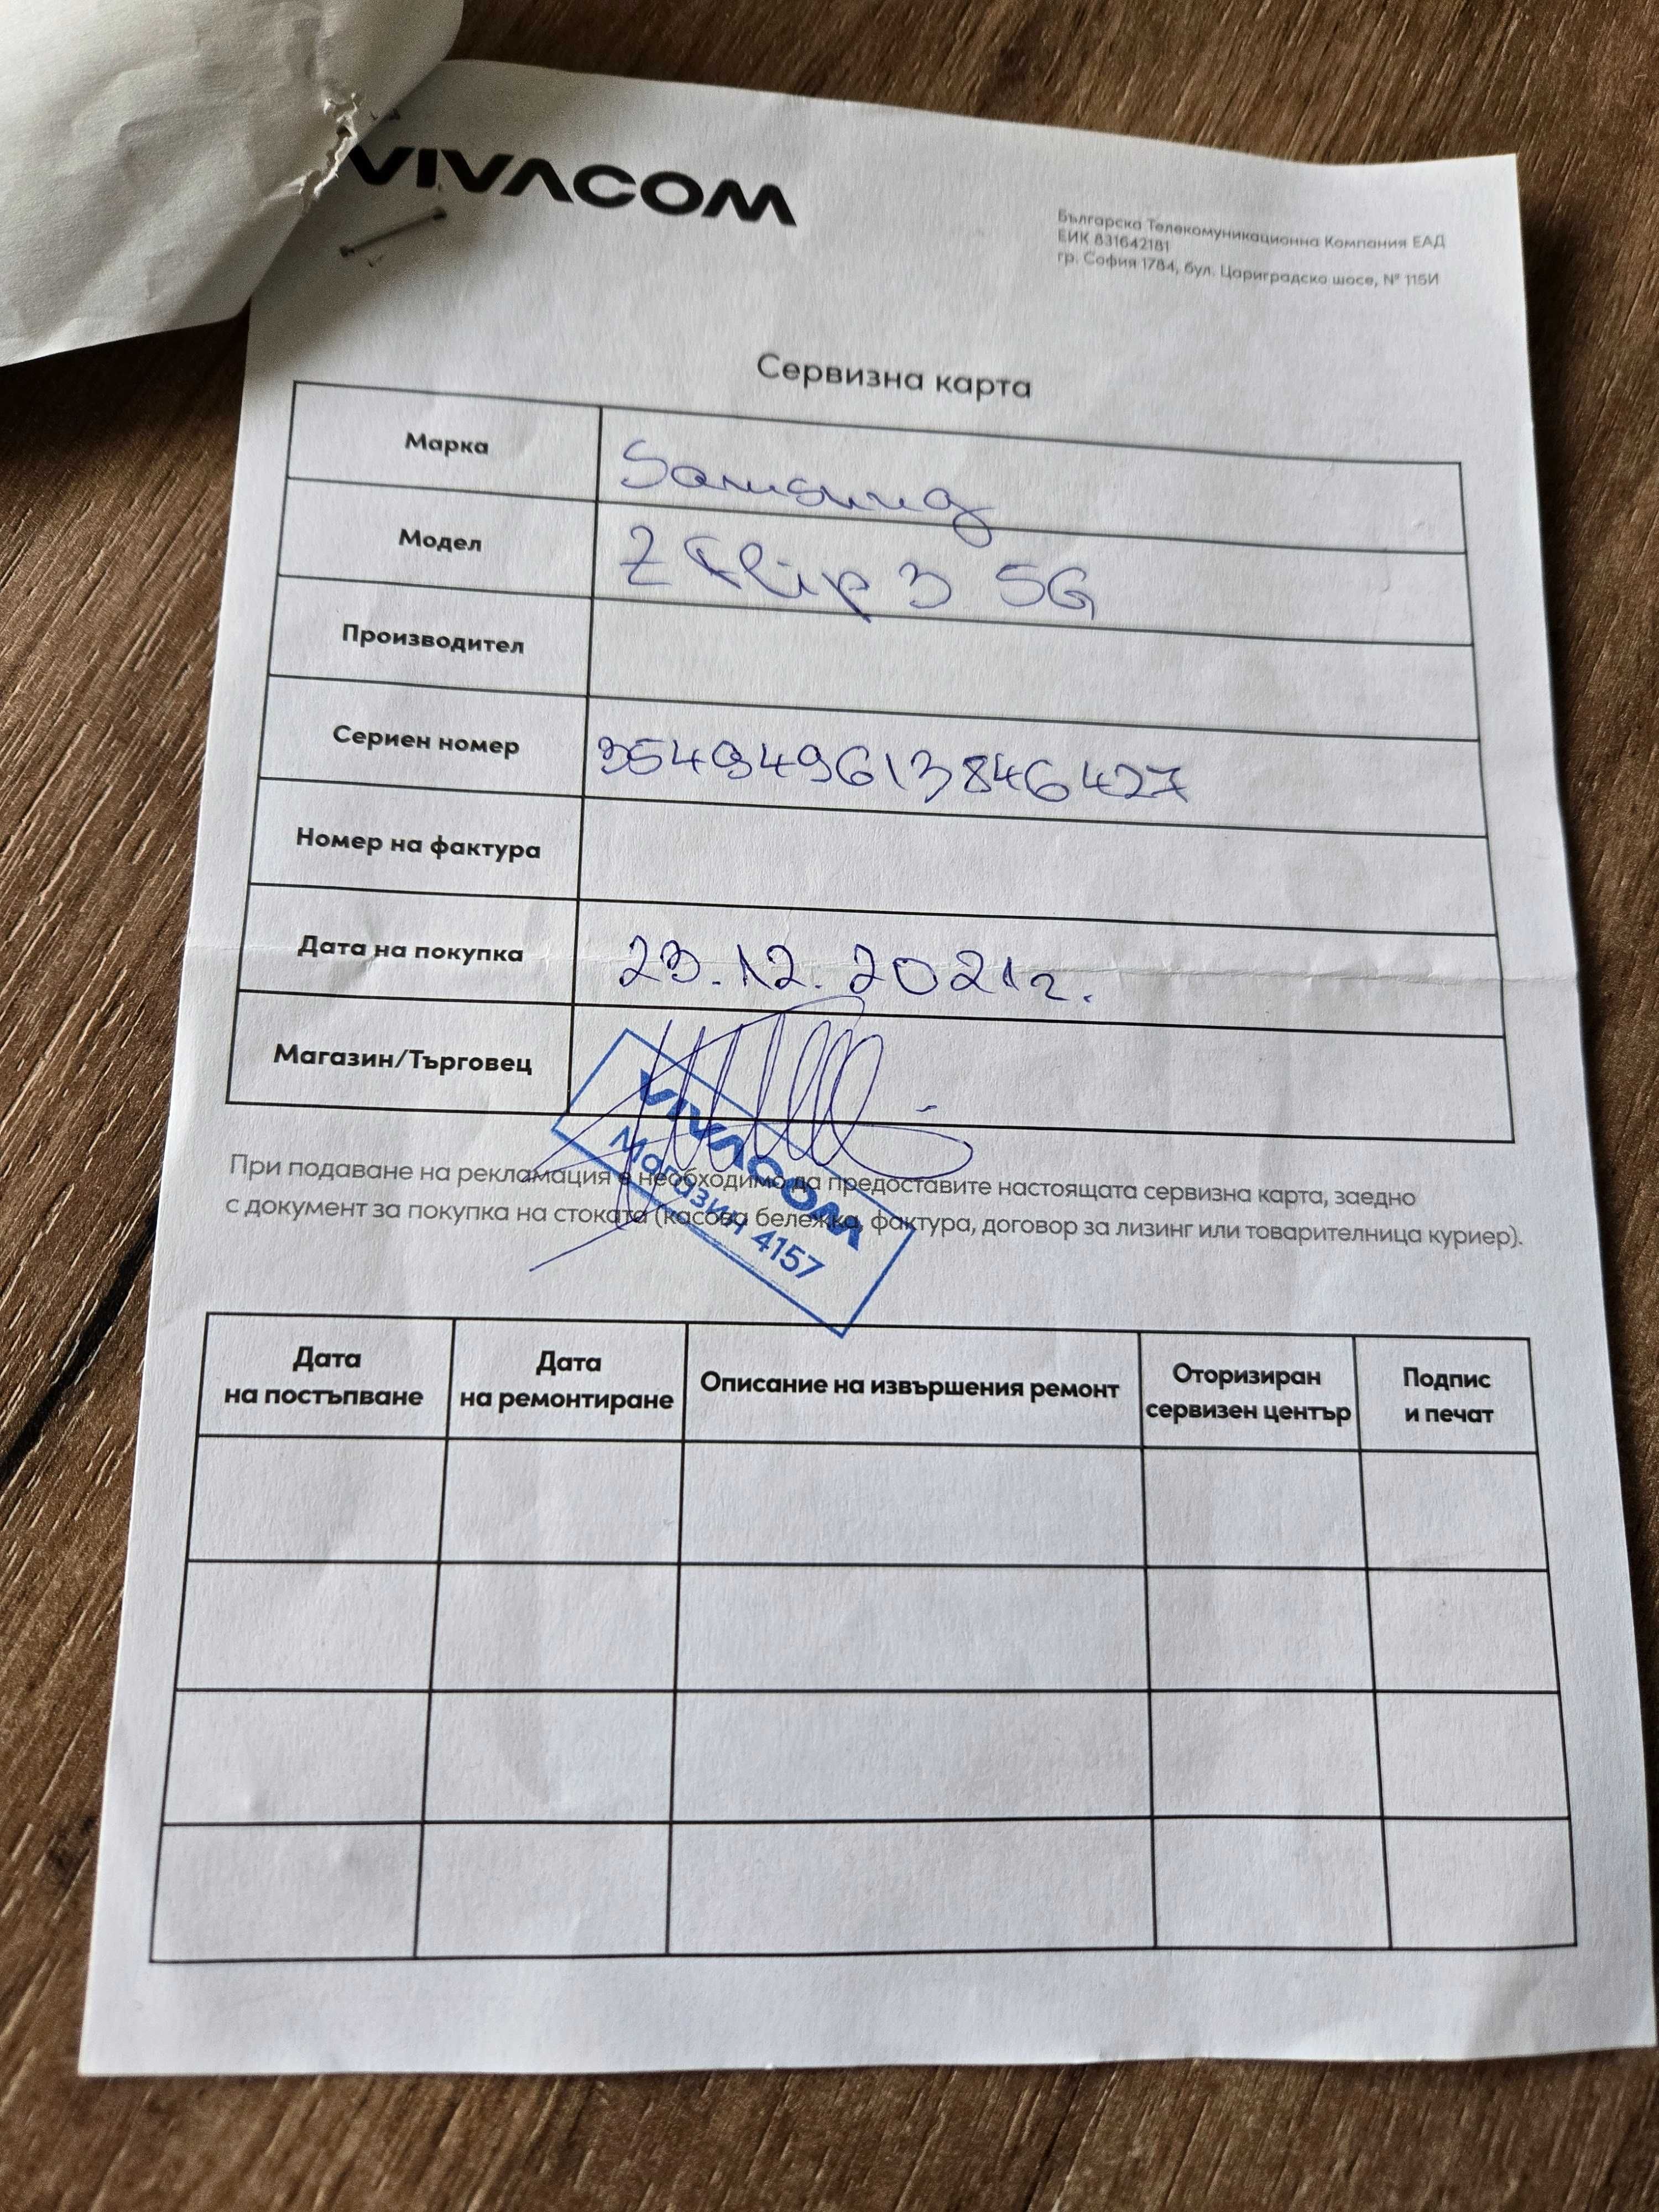 VIVACOM
Българска Телекомуникационна Компания ЕАД
ЕИК 831642181
гр. София 1784, бул. Цариградско шосе, № 115И
Сервизна карта
Марка Samsung
Модел Z Flip 3 5G
Производител
Сериен номер 354949613846427
Номер на фактура
Дата на покупка 23.12.2021г.
Магазин/Търговец
VIVACOM
Магазин 4157
При подаване на рекламация е необходимо да предоставите настоящата сервизна карта, заедно
с документ за покупка на стоката (касова бележка, фактура, договор за лизинг или товарителница куриер).
Дата на постъпване
Дата на ремонтиране
Описание на извършения ремонт
Оторизиран сервизен център
Подпис и печат